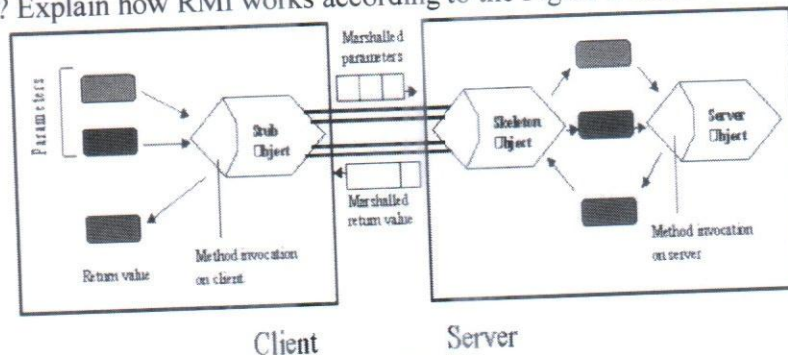 ? Explain how RMI works according to the
Marshalled
parameters
Parameters
Stub
Object
Skeleton
Object
Server
Object
Marshalled
return value
Method invocation
on client
Return value
Method invocation
on server
Client
Server